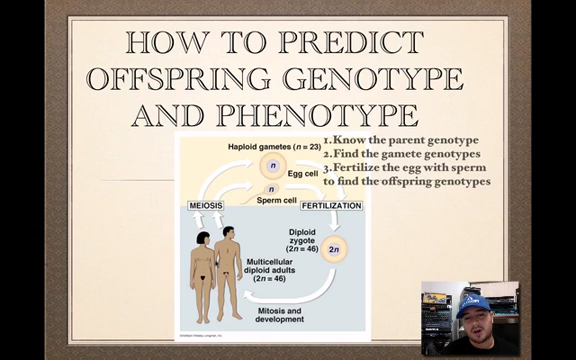 HOW TO PREDICT
OFFSPRING GENOTYPE
AND PHENOTYPE
1.Know the parent genotype
2.Find the gamete genotypes
3.Fertilize the egg with sperm
to find the offspring genotypes
Haploid gametes (n = 23)
n
Egg cell
n
Sperm cell
MEIOSIS
FERTILIZATION
Diploid
zygote
(2n = 46)
2n
Multicellular
diploid adults
(2n = 46)
Mitosis and
development